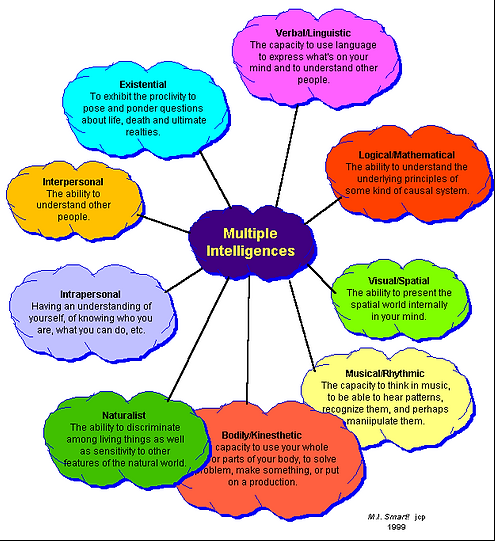 Verbal/Linguistic
The capacity to use language
to express what's on your
mind and to understand other
people.
Existential
To exhibit the proclivity to
pose and ponder questions
about life, death and ultimate
realties.
Logical/Mathematical
The ability to understand the
underlying principles of
some kind of causal system.
Interpersonal
The ability to
understand other
people.
Multiple
Intelligences
Intrapersonal
Having an understanding of
yourself, of knowing who you
are, what you can do, etc.
Visual/Spatial
The ability to present the
spatial world internally
in your mind.
Musical/Rhythmic
The capacity to think in music,
to be able to hear patterns,
recognize them, and perhaps
maniipulate them.
Naturalist
The ability to discriminate
among living things as well
as sensitivity to other
features of the natural world.
Bodily/Kinesthetic
capacity to use your whole
or parts of your body, to solve
roblem, make something, or put
on a production.
M.I. Smart! jcp
1999